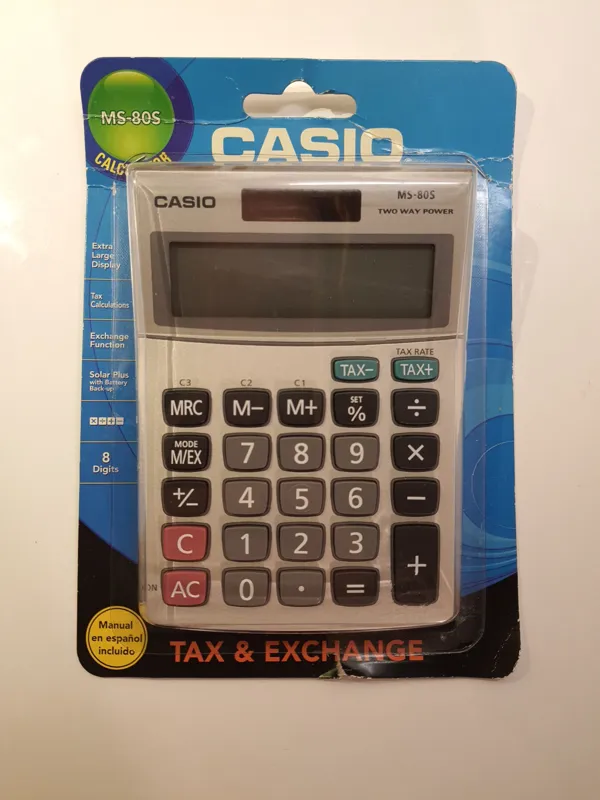 MS-80S
CALCULATOR
CASIO
CASIO
MS-80S
TWO WAY POWER
Extra
Large
Display
Tax
Calculations
Exchange
Function
Solar Plus
with Battery
Back-up
8
Digits
TAX RATE
TAX− TAX+
C3 C2 C1
MRC M− M+ SET % ÷
MODE
M/EX 7 8 9 ×
+/− 4 5 6 −
C 1 2 3 +
ON AC 0 · =
Manual
en español
incluido
TAX & EXCHANGE